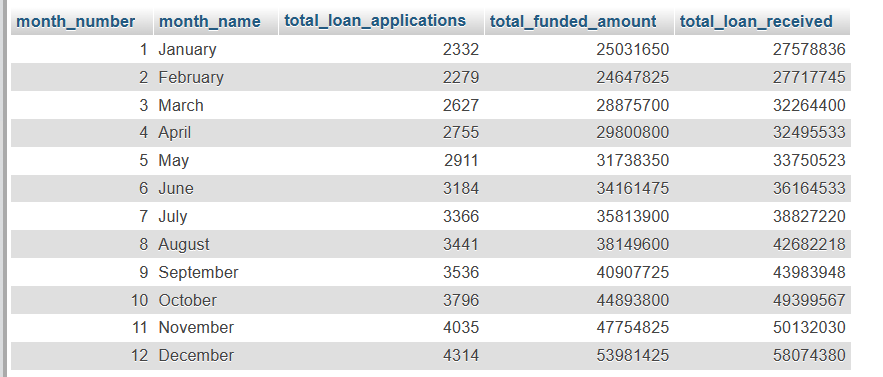 month_number month_name total_loan_applications total_funded_amount total_loan_received
1 January 2332 25031650 27578836
2 February 2279 24647825 27717745
3 March 2627 28875700 32264400
4 April 2755 29800800 32495533
5 May 2911 31738350 33750523
6 June 3184 34161475 36164533
7 July 3366 35813900 38827220
8 August 3441 38149600 42682218
9 September 3536 40907725 43983948
10 October 3796 44893800 49399567
11 November 4035 47754825 50132030
12 December 4314 53981425 58074380